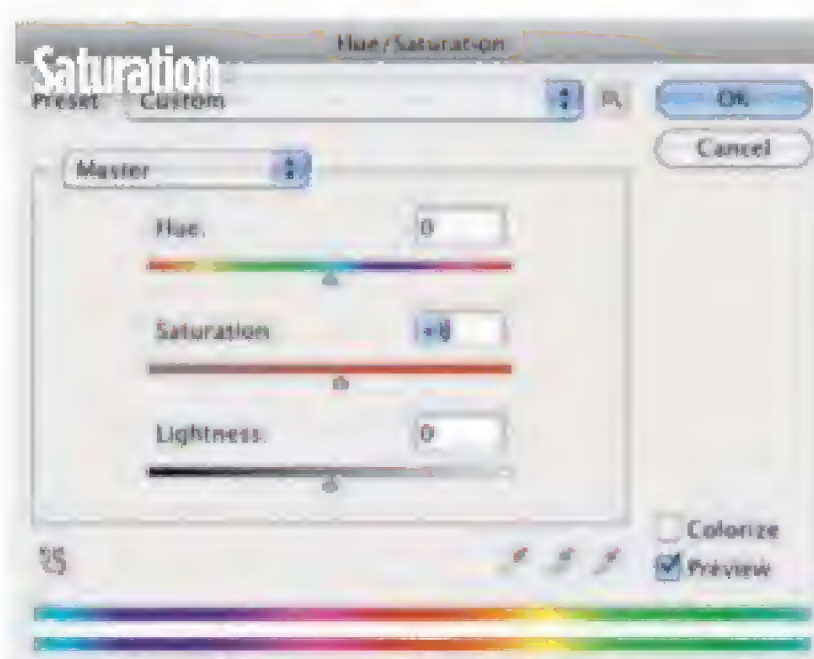 Hue/Saturation
Saturation
Preset: Custom
OK
Cancel
Master
Hue: 0
Saturation:
Lightness: 0
Colorize
Preview